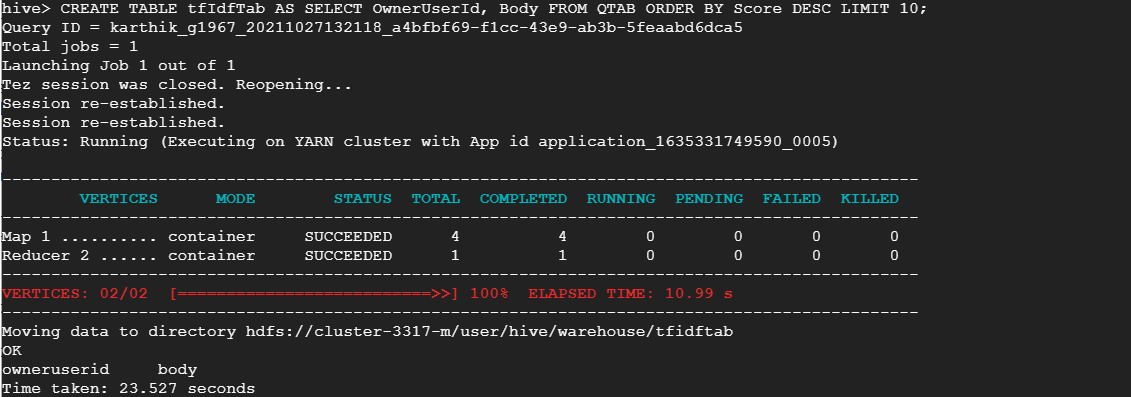 hive> CREATE TABLE tfIdfTab AS SELECT OwnerUserId, Body FROM QTAB ORDER BY Score DESC LIMIT 10;
Query ID = karthik_g1967_20211027132118_a4bfbf69-f1cc-43e9-ab3b-5feaabd6dca5
Total jobs = 1
Launching Job 1 out of 1
Tez session was closed. Reopening...
Session re-established.
Session re-established.
Status: Running (Executing on YARN cluster with App id application_1635331749590_0005)
----------------------------------------------------------------------------------------------
        VERTICES      MODE        STATUS  TOTAL  COMPLETED  RUNNING  PENDING  FAILED  KILLED
----------------------------------------------------------------------------------------------
Map 1 .......... container     SUCCEEDED      4          4        0        0       0       0
Reducer 2 ...... container     SUCCEEDED      1          1        0        0       0       0
----------------------------------------------------------------------------------------------
VERTICES: 02/02  [==========================>>] 100%  ELAPSED TIME: 10.99 s
----------------------------------------------------------------------------------------------
Moving data to directory hdfs://cluster-3317-m/user/hive/warehouse/tfidftab
OK
owneruserid     body
Time taken: 23.527 seconds